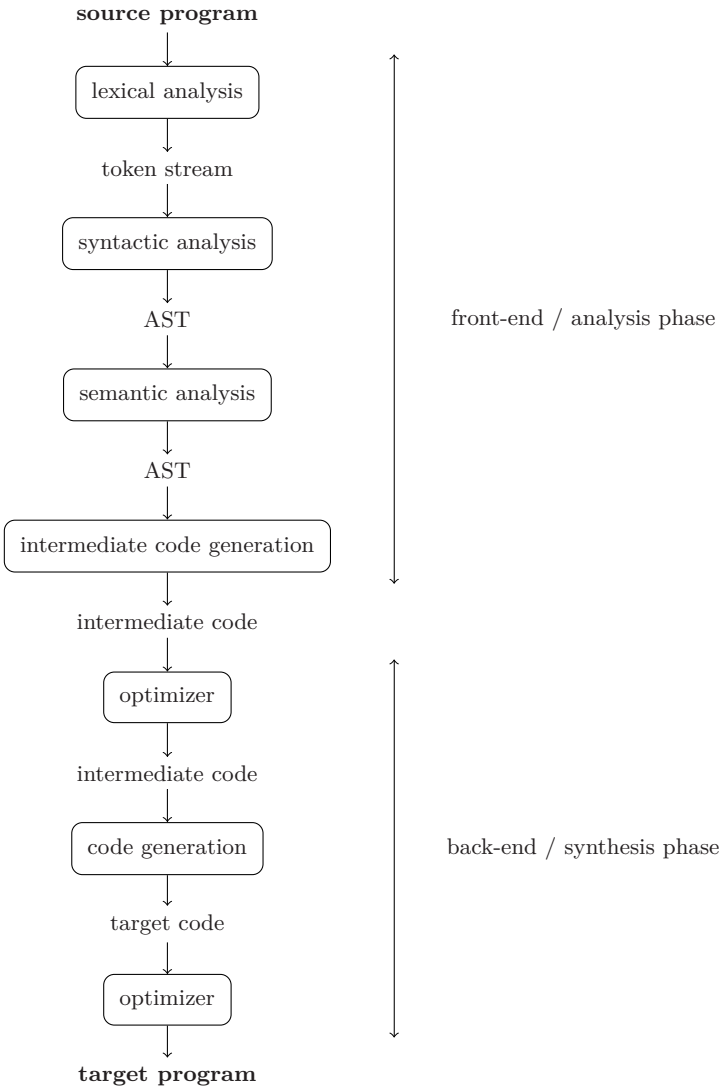 source program
lexical analysis
token stream
syntactic analysis
AST
front-end / analysis phase
semantic analysis
AST
intermediate code generation
intermediate code
optimizer
intermediate code
code generation
back-end / synthesis phase
target code
optimizer
target program